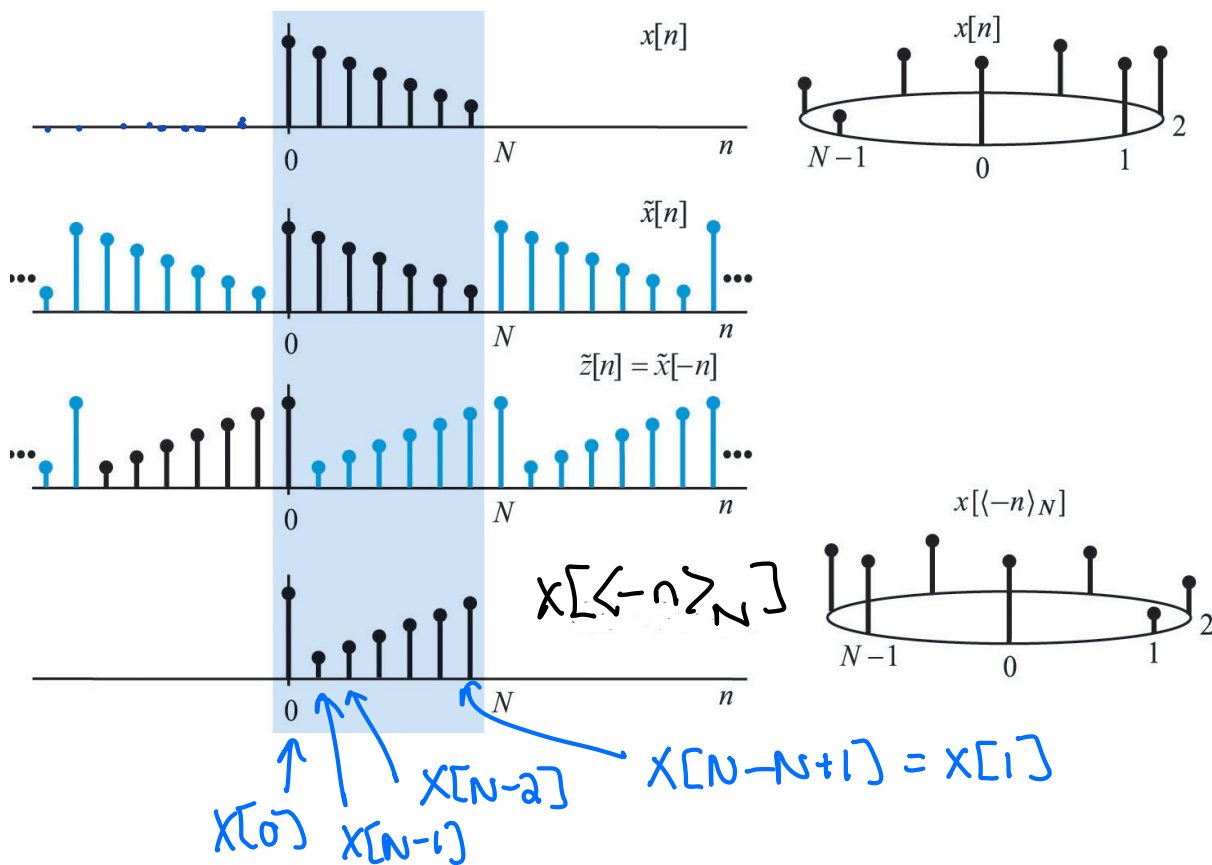 x[n]
0
N
n
x[n]
N−1
0
1
2
x̃[n]
•••
•••
0
N
n
z̃[n] = x̃[−n]
•••
•••
0
N
n
x[⟨−n⟩N]
N−1
0
1
2
x[<-n>N]
0
N
n
x[0]
x[N-1]
x[N-2]
x[N-N+1] = x[1]